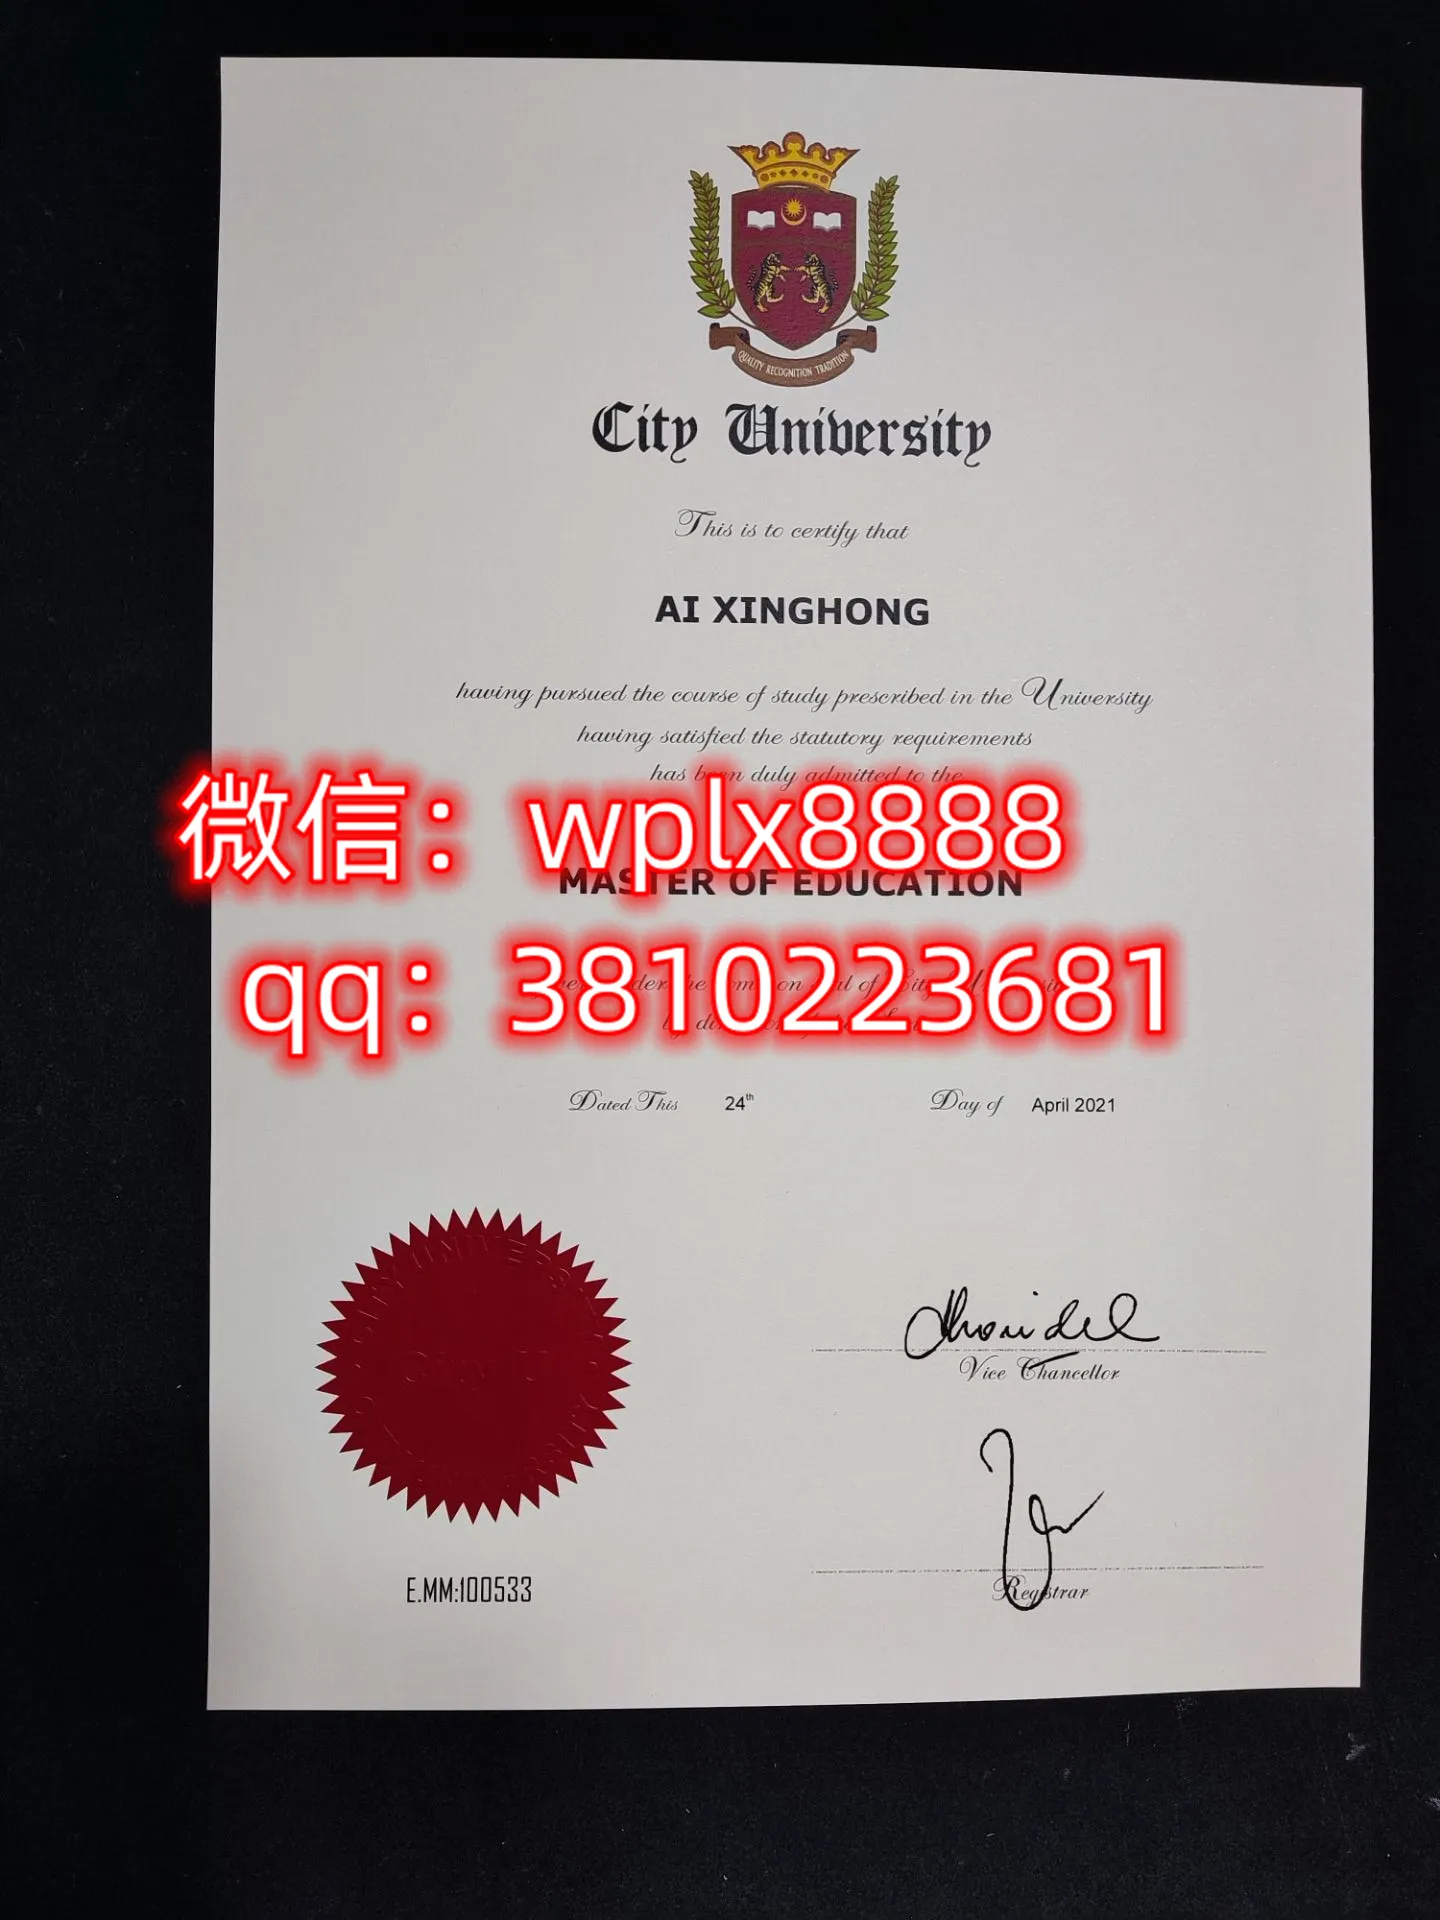 QUALITY RECOGNITION TRADITION
City University
This is to certify that
AI XINGHONG
having pursued the course of study prescribed in the University
having satisfied the statutory requirements
has been duly admitted to the
微信：wplx8888
MASTER OF EDUCATION
qq：3810223681
Dated This 24th Day of April 2021
Vice Chancellor
Registrar
E.MM:100533